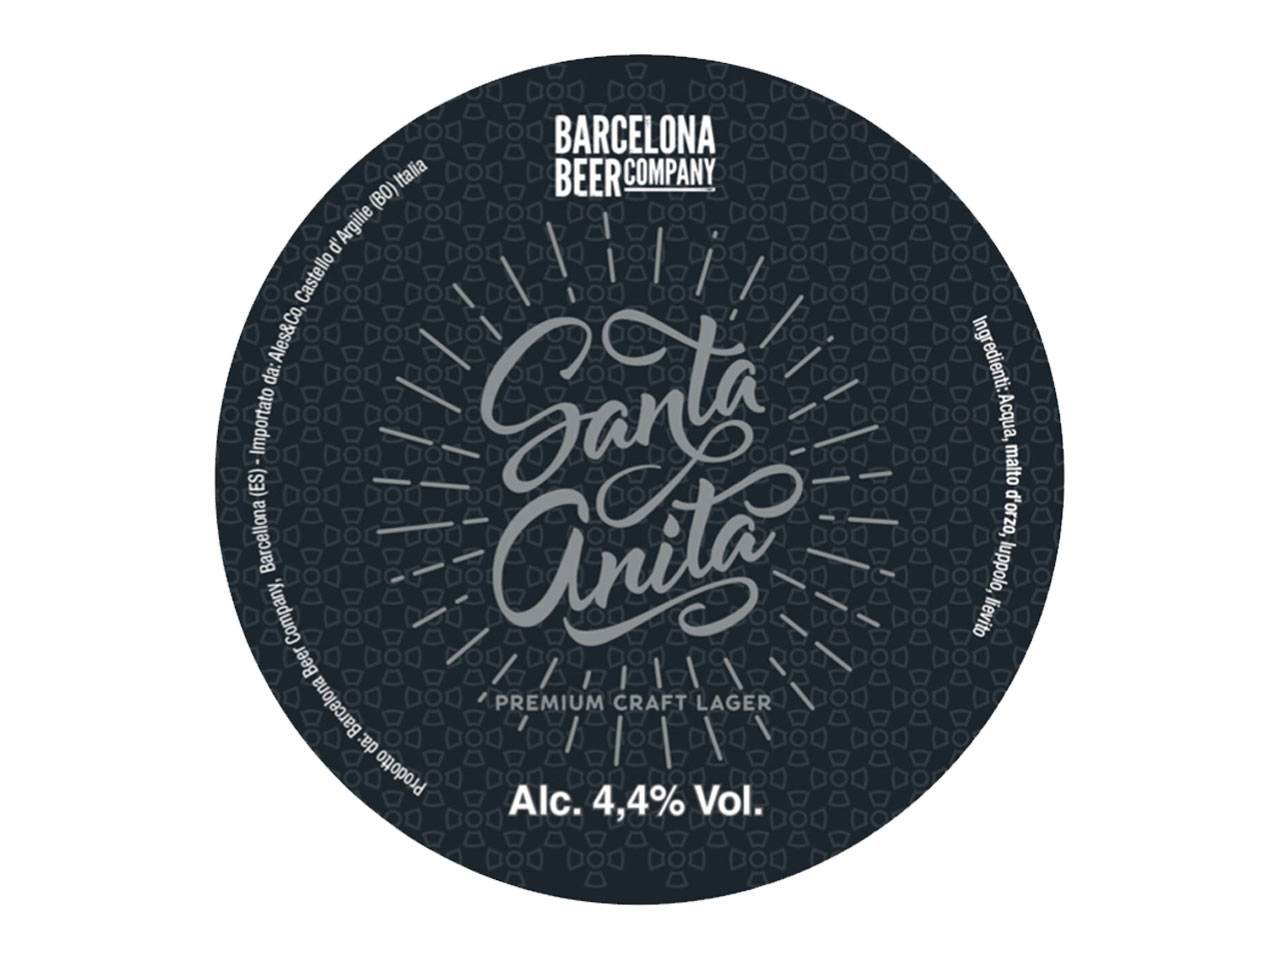 BARCELONA
BEER COMPANY
Santa
Anita
PREMIUM CRAFT LAGER
Alc. 4,4% Vol.
Prodotto da: Barcelona Beer Company, Barcellona (ES) - Importato da: Ales&Co, Castello d'Argilie (BO) Italia
Ingredienti: Acqua, malto d'orzo, luppolo, lievito